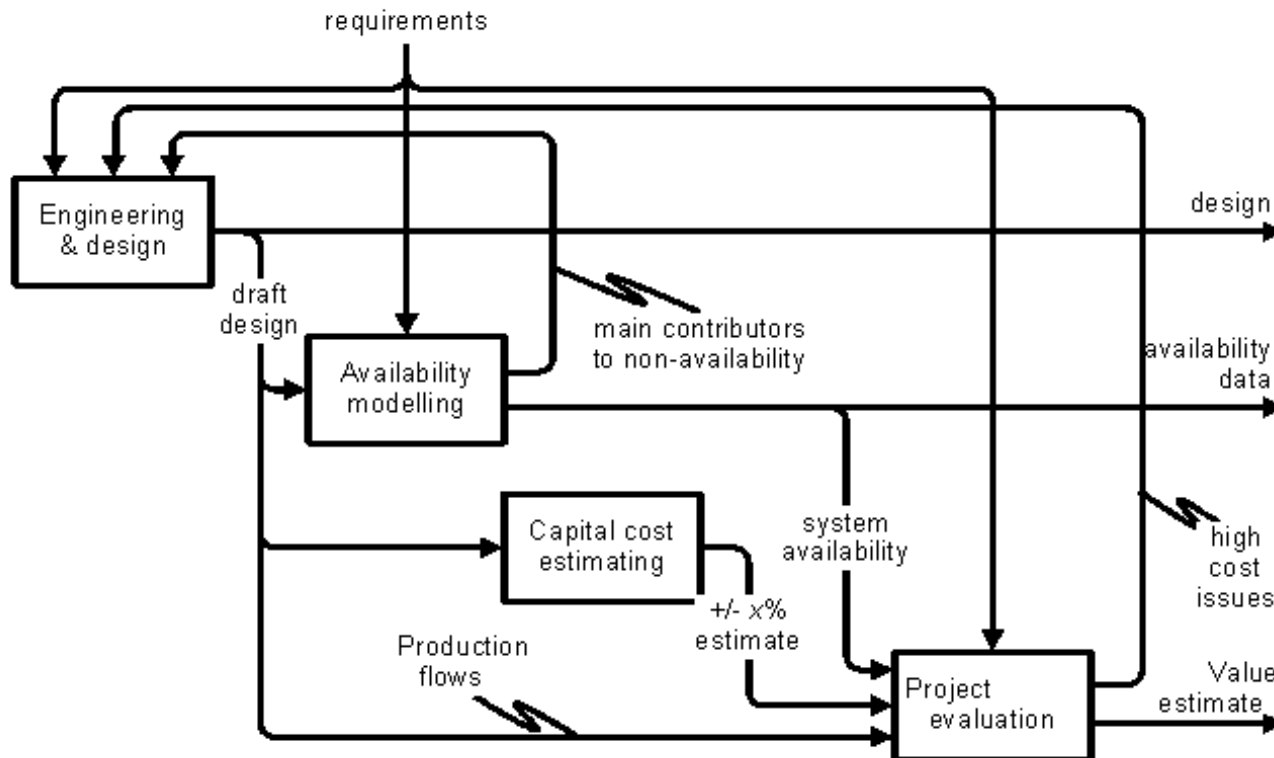 requirements
Engineering
& design
design
draft
design
main contributors
to non-availability
availability
data
Availability
modelling
Capital cost
estimating
system
availability
high
cost
issues
+/- x%
estimate
Production
flows
Project
evaluation
Value
estimate